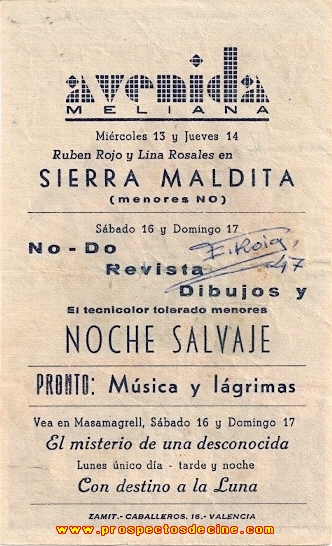 avenida
MELIANA
Miércoles 13 y Jueves 14
Ruben Rojo y Lina Rosales en
SIERRA MALDITA
(menores NO)
Sábado 16 y Domingo 17
No-Do
Revista
Dibujos y
El tecnicolor tolerado menores
NOCHE SALVAJE
PRONTO: Música y lágrimas
Vea en Masamagrell, Sábado 16 y Domingo 17
El misterio de una desconocida
Lunes único día - tarde y noche
Con destino a la Luna
ZAMIT.- CABALLEROS, 16.- VALENCIA
www.prospectosdecine.com